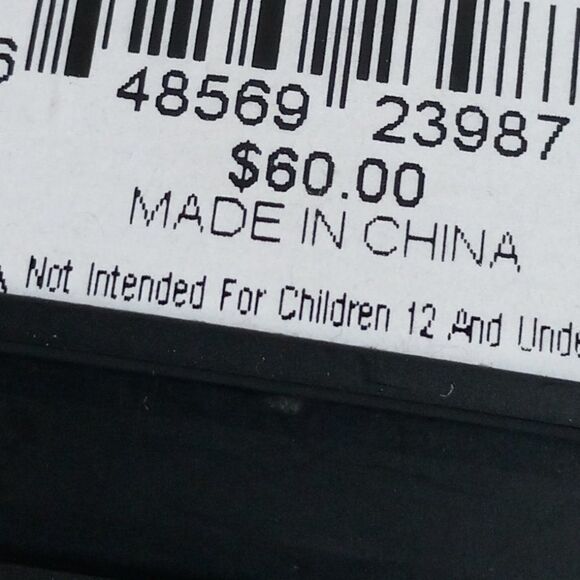 48569 23987
$60.00
MADE IN CHINA
Not Intended For Children 12 And